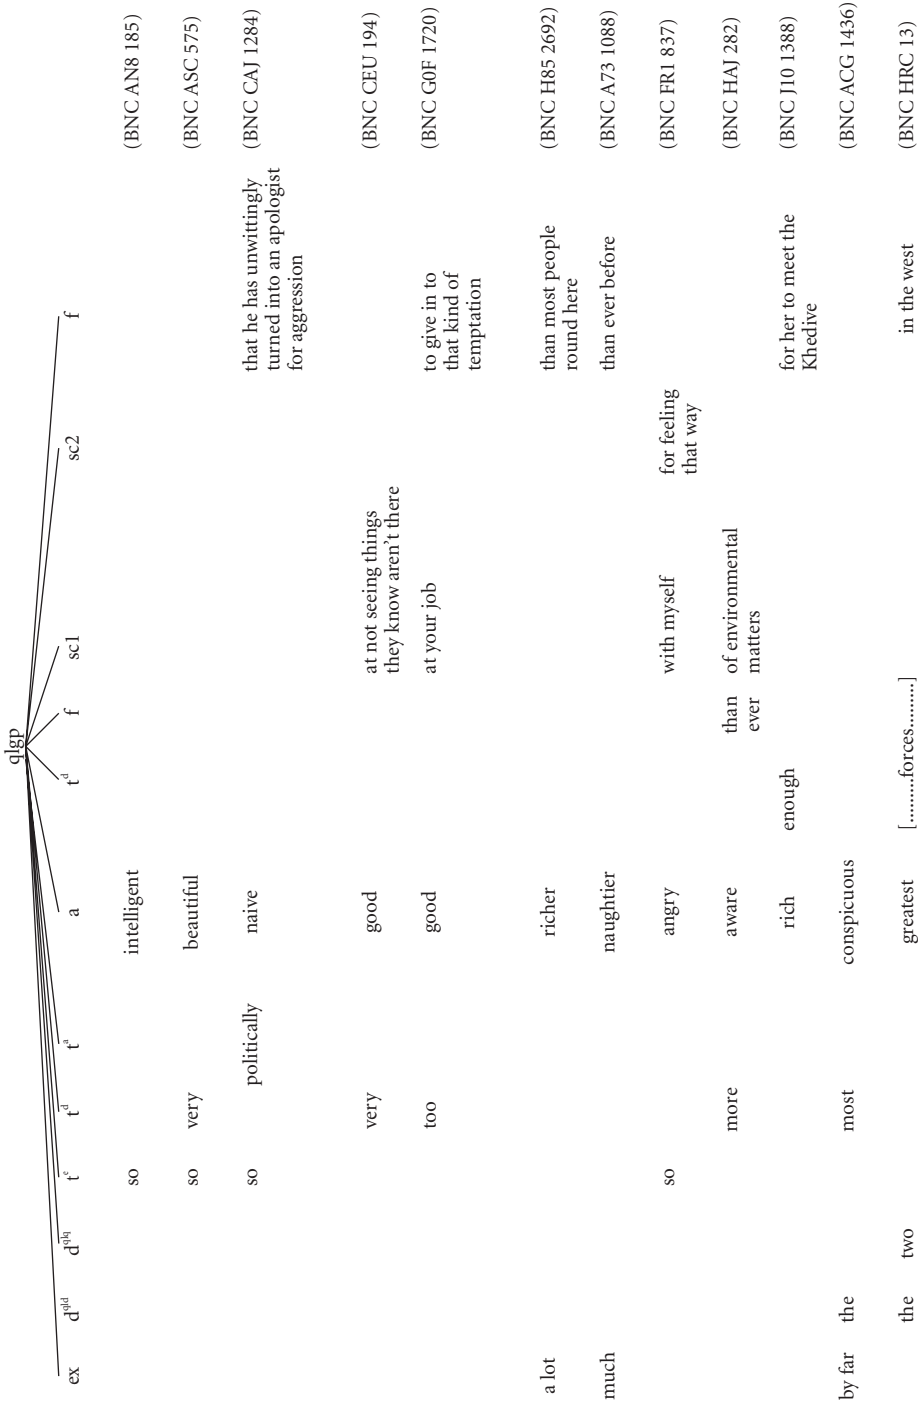 qlgp
ex d^qld d^qlq t^e t^d t^a a t^d f sc1 sc2 f
so intelligent (BNC AN8 185)
so very beautiful (BNC ASC 575)
so politically naive that he has unwittingly (BNC CAJ 1284)
turned into an apologist
for aggression
very good at not seeing things (BNC CEU 194)
they know aren't there
too good at your job to give in to (BNC G0F 1720)
that kind of
temptation
a lot richer than most people (BNC H85 2692)
round here
much naughtier than ever before (BNC A73 1088)
so angry with myself for feeling (BNC FR1 837)
that way
more aware than of environmental (BNC HAJ 282)
ever matters
rich enough for her to meet the (BNC J10 1388)
Khedive
by far the most conspicuous (BNC ACG 1436)
the two greatest [.........forces.........] in the west (BNC HRC 13)